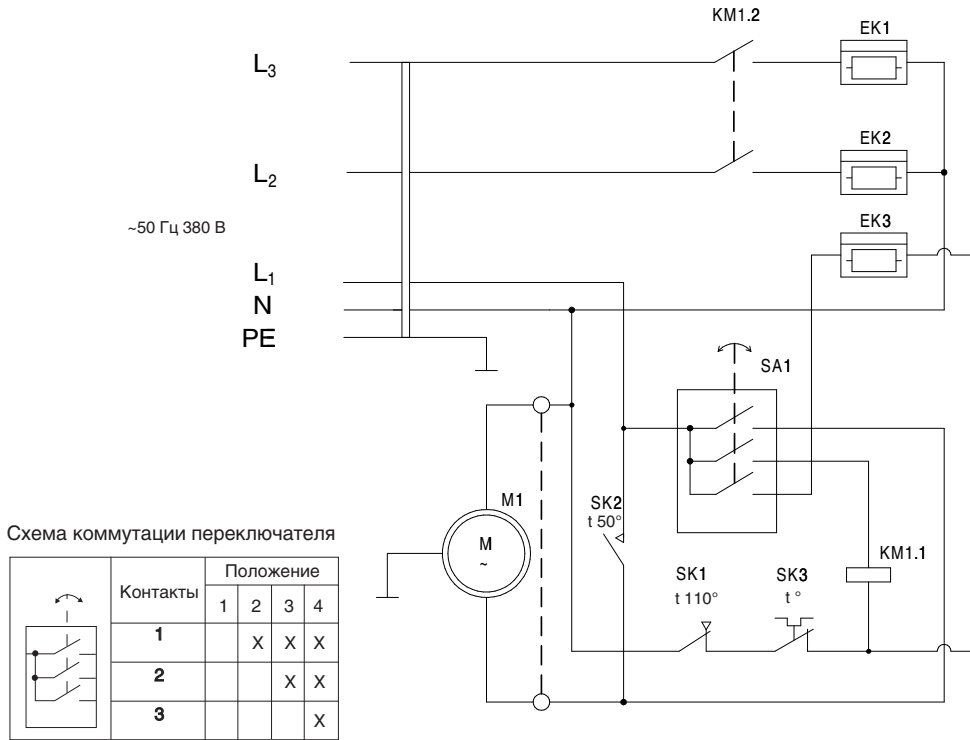 KM1.2
EK1
L3
EK2
L2
EK3
~50 Гц 380 В
L1
N
PE
SA1
M1
SK2
t 50°
M
~
KM1.1
SK1
t 110°
SK3
t °
Схема коммутации переключателя
Контакты
Положение
1 2 3 4
1 X X X
2 X X
3 X